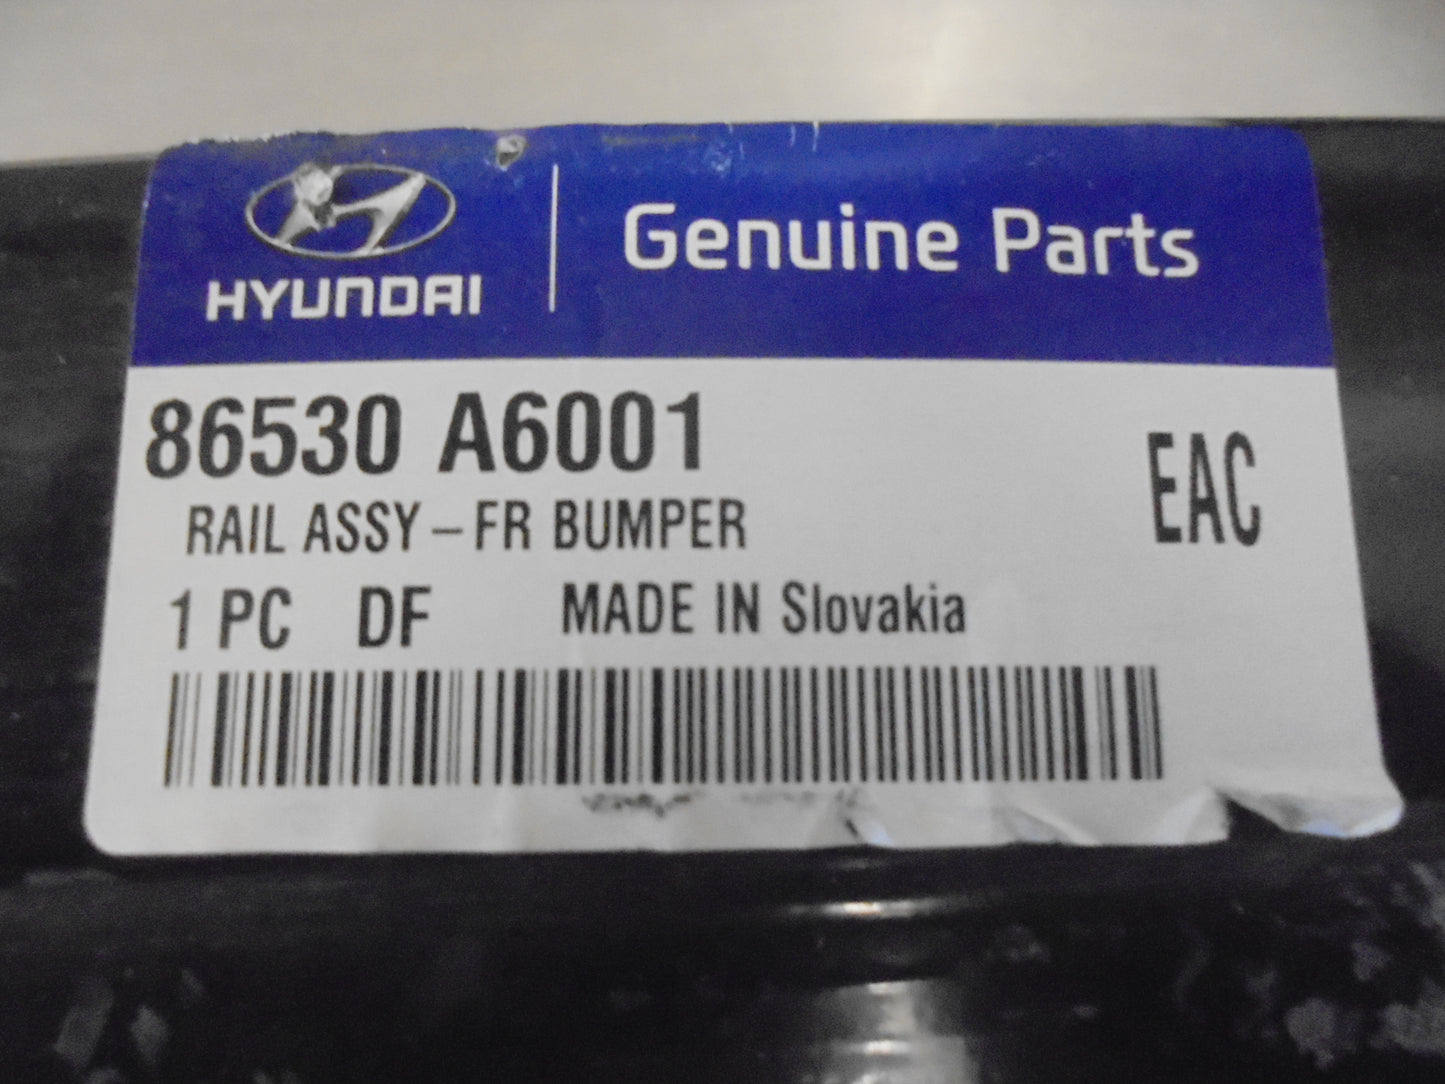 HYUNDAI
Genuine Parts
86530 A6001
RAIL ASSY-FR BUMPER
EAC
1 PC DF MADE IN Slovakia